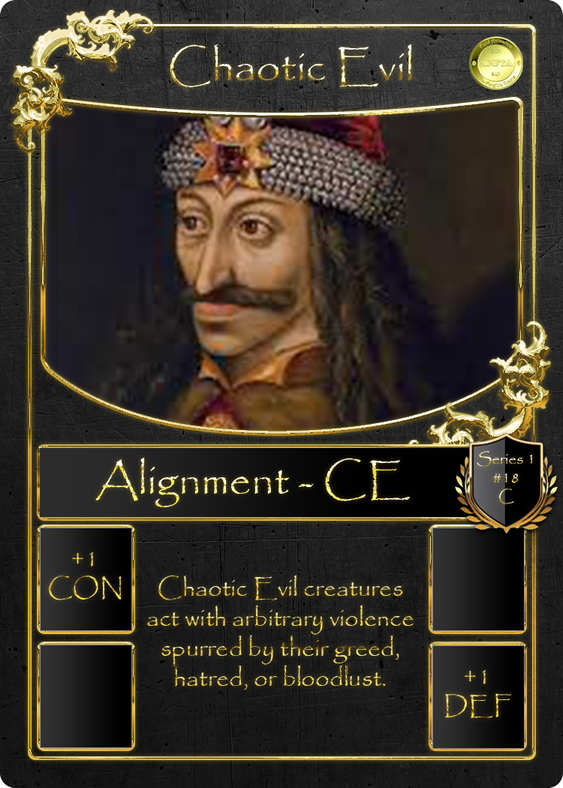 Chaotic Evil
Alignment - CE
Series 1
#18
C
+1
CON
Chaotic Evil creatures
act with arbitrary violence
spurred by their greed,
hatred, or bloodlust.
+1
DEF